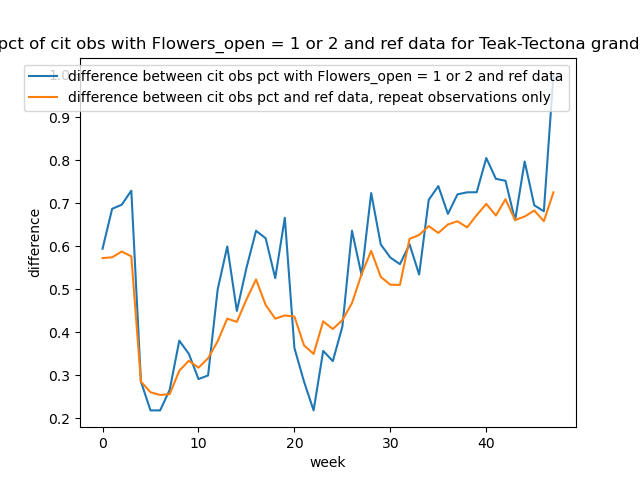 pct of cit obs with Flowers_open = 1 or 2 and ref data for Teak-Tectona grand
difference between cit obs pct with Flowers_open = 1 or 2 and ref data
difference between cit obs pct and ref data, repeat observations only
1.0
0.9
0.8
0.7
0.6
0.5
0.4
0.3
0.2
difference
0 10 20 30 40
week